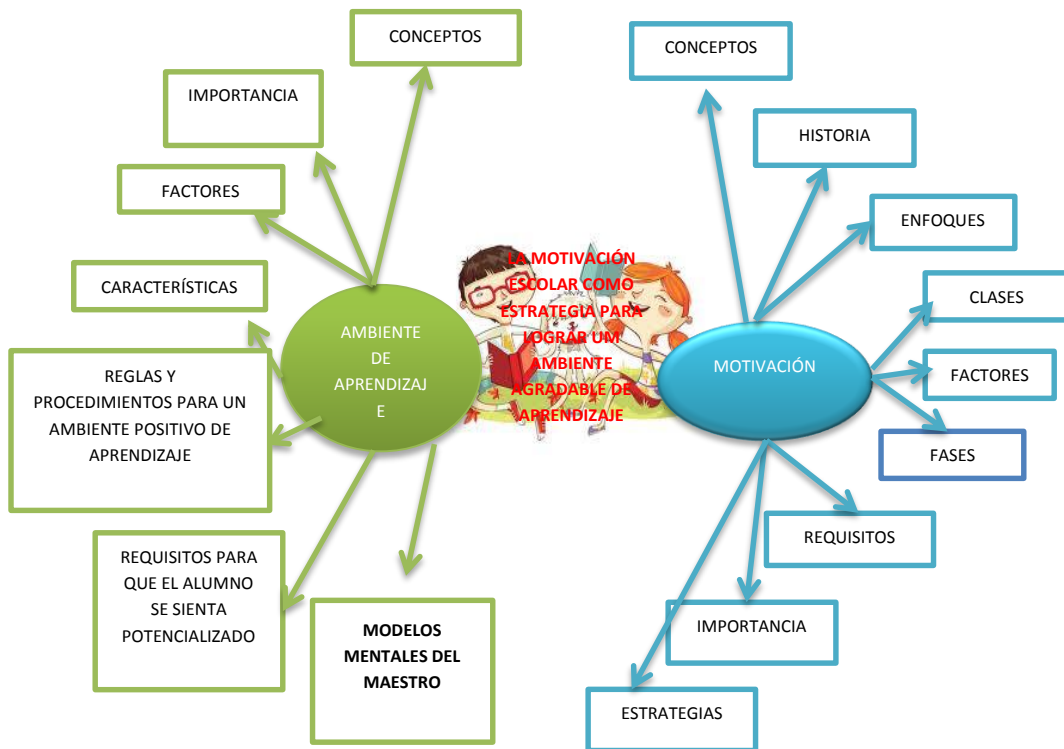 CONCEPTOS
IMPORTANCIA
FACTORES
CARACTERÍSTICAS
REGLAS Y
PROCEDIMIENTOS PARA UN
AMBIENTE POSITIVO DE
APRENDIZAJE
REQUISITOS PARA
QUE EL ALUMNO
SE SIENTA
POTENCIALIZADO
MODELOS
MENTALES DEL
MAESTRO
AMBIENTE
DE
APRENDIZAJ
E
LA MOTIVACIÓN
ESCOLAR COMO
ESTRATEGIA PARA
LOGRAR UM
AMBIENTE
AGRADABLE DE
APRENDIZAJE
MOTIVACIÓN
CONCEPTOS
HISTORIA
ENFOQUES
CLASES
FACTORES
FASES
REQUISITOS
IMPORTANCIA
ESTRATEGIAS